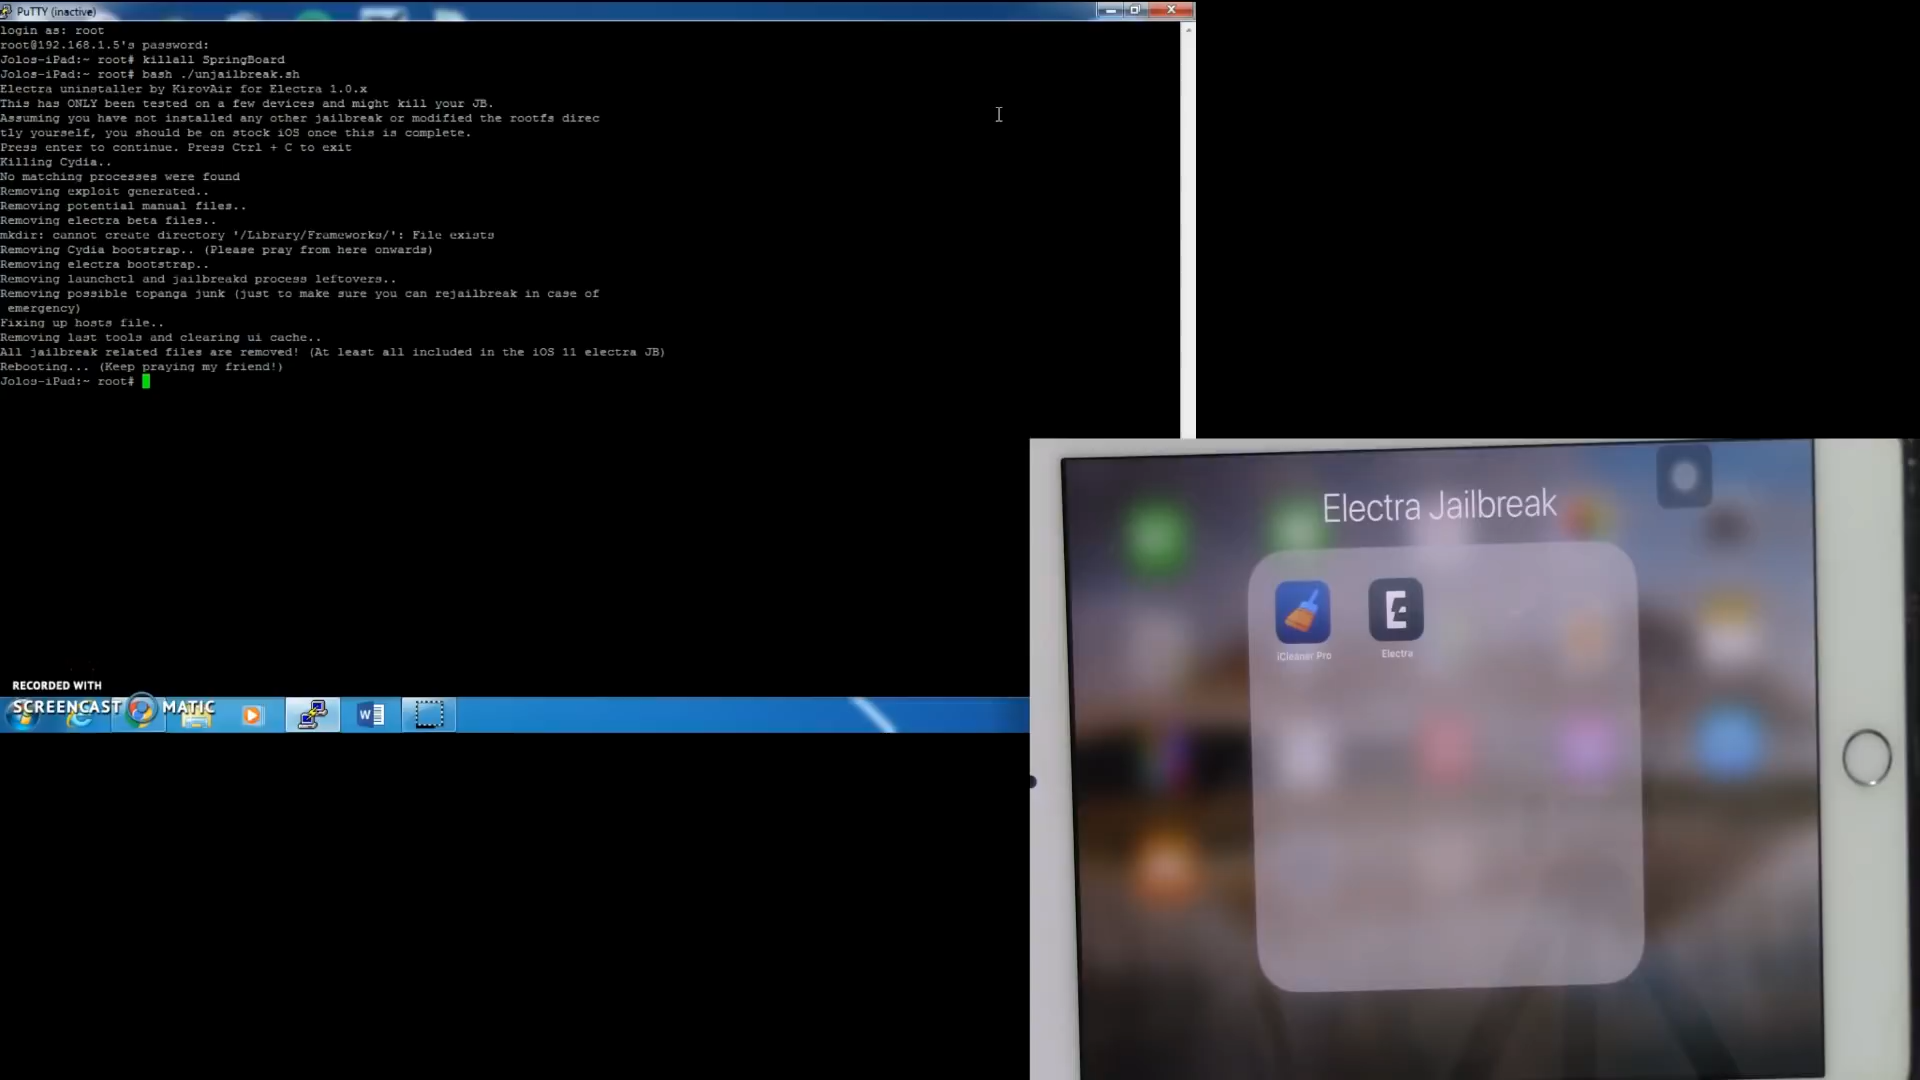 PuTTY (inactive)
login as: root
root@192.168.1.5's password:
Jolos-iPad:~ root# killall SpringBoard
Jolos-iPad:~ root# bash ./unjailbreak.sh
Electra uninstaller by KirovAir for Electra 1.0.x
This has ONLY been tested on a few devices and might kill your JB.
Assuming you have not installed any other jailbreak or modified the rootfs direc
tly yourself, you should be on stock iOS once this is complete.
Press enter to continue. Press Ctrl + C to exit
Killing Cydia..
No matching processes were found
Removing exploit generated..
Removing potential manual files..
Removing electra beta files..
mkdir: cannot create directory '/Library/Frameworks/': File exists
Removing Cydia bootstrap.. (Please pray from here onwards)
Removing electra bootstrap..
Removing launchctl and jailbreakd process leftovers..
Removing possible topanga junk (just to make sure you can rejailbreak in case of
 emergency)
Fixing up hosts file..
Removing last tools and clearing ui cache..
All jailbreak related files are removed! (At least all included in the iOS 11 electra JB)
Rebooting... (Keep praying my friend!)
Jolos-iPad:~ root#
Electra Jailbreak
iCleaner Pro
Electra
RECORDED WITH
SCREENCAST MATIC